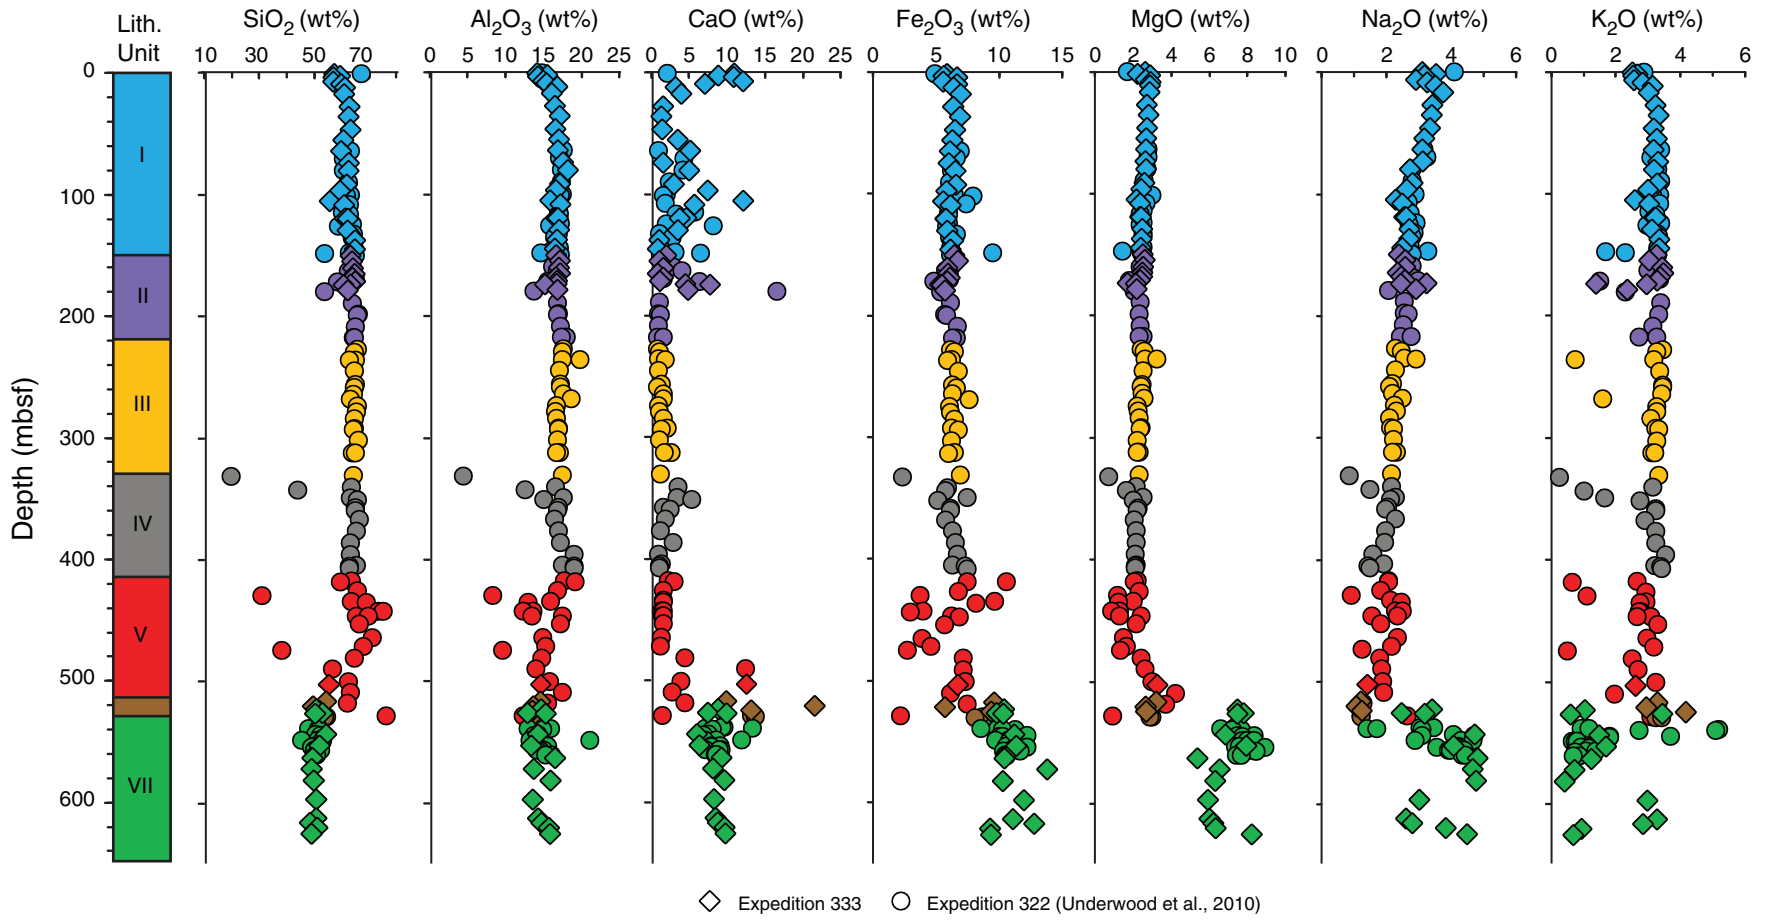 Lith.
Unit
SiO2 (wt%)
Al2O3 (wt%)
CaO (wt%)
Fe2O3 (wt%)
MgO (wt%)
Na2O (wt%)
K2O (wt%)
10 30 50 70
0 5 10 15 20 25
0 5 10 15 20 25
0 5 10 15
0 2 4 6 8 10
0 2 4 6
0 2 4 6
Depth (mbsf)
0
100
200
300
400
500
600
I
II
III
IV
V
VII
Expedition 333
Expedition 322 (Underwood et al., 2010)